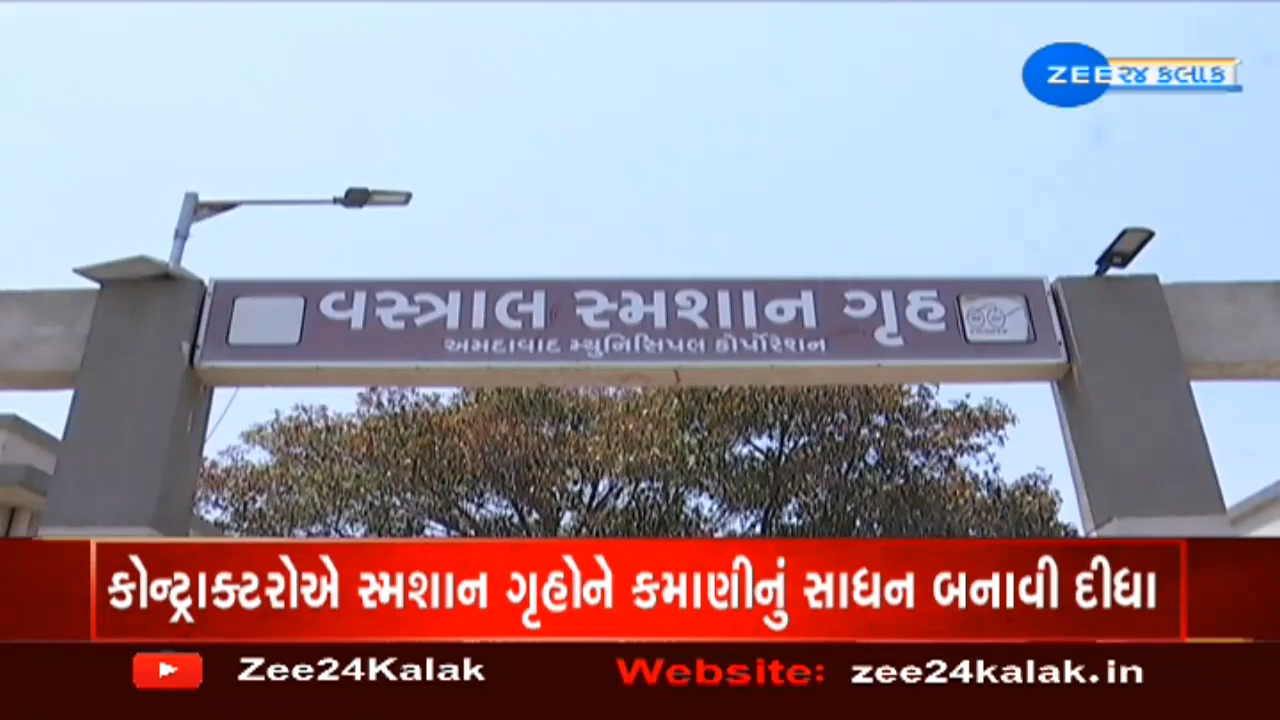 ZEE ૨૪ કલાક
વસ્ત્રાલ સ્મશાન ગૃહ
અમદાવાદ મ્યુનિસિપલ કોર્પોરેશન
કોન્ટ્રાક્ટરોએ સ્મશાન ગૃહોને કમાણીનું સાધન બનાવી દીધા
Zee24Kalak Website: zee24kalak.in